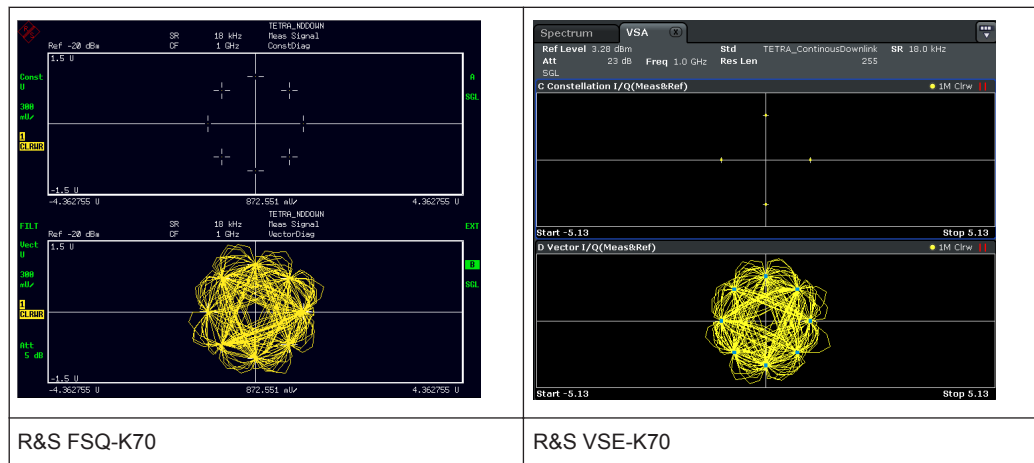 TETRA_NDDOWN
SR 18 kHz Meas Signal
Ref -20 dBm CF 1 GHz ConstDiag
1.5 U
Const
U
A
SGL
300
mU/
1
CLRWR
-1.5 U
-4.362755 U 872.551 mU/ 4.362755 U
TETRA_NDDOWN
FILT SR 18 kHz Meas Signal EXT
Ref -20 dBm CF 1 GHz VectorDiag
1.5 U
Vect
U
B
300
mU/
SGL
1
CLRWR
Att
5 dB
-1.5 U
-4.362755 U 872.551 mU/ 4.362755 U
R&S FSQ-K70
Spectrum VSA X
Ref Level 3.28 dBm Std TETRA_ContinousDownlink SR 18.0 kHz
Att 23 dB Freq 1.0 GHz Res Len 255
SGL
C Constellation I/Q(Meas&Ref) 1M Clrw
Start -5.13 Stop 5.13
D Vector I/Q(Meas&Ref) 1M Clrw
Start -5.13 Stop 5.13
R&S VSE-K70